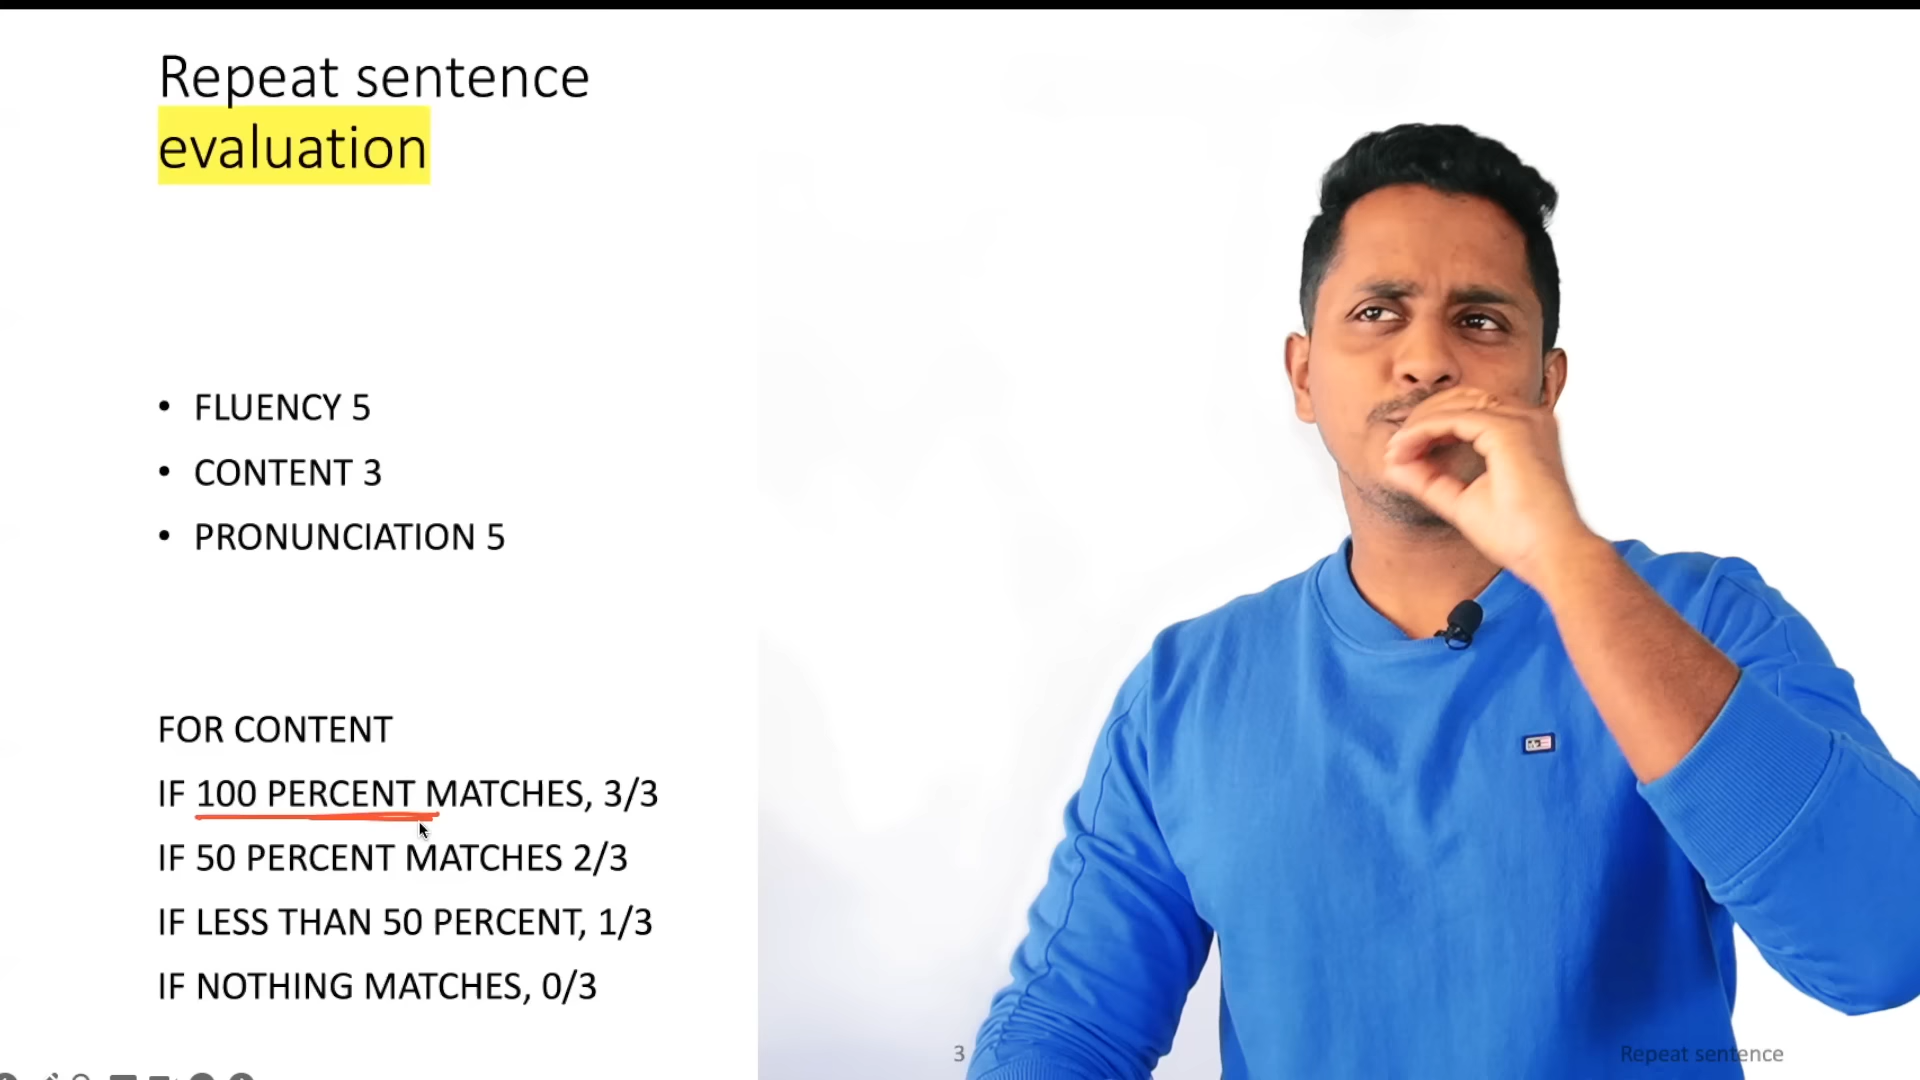 Repeat sentence
evaluation
• FLUENCY 5
• CONTENT 3
• PRONUNCIATION 5
FOR CONTENT
IF 100 PERCENT MATCHES, 3/3
IF 50 PERCENT MATCHES 2/3
IF LESS THAN 50 PERCENT, 1/3
IF NOTHING MATCHES, 0/3
3
Repeat sentence